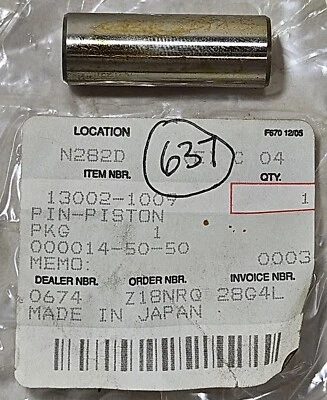 LOCATION F670 12/05
N282D C 04
637
ITEM NBR. QTY.
13002-1009 1
PIN-PISTON
PKG 1
000014-50-50
MEMO: 0003
DEALER NBR. ORDER NBR. INVOICE NBR.
0674 Z18NRQ 28G4L
MADE IN JAPAN